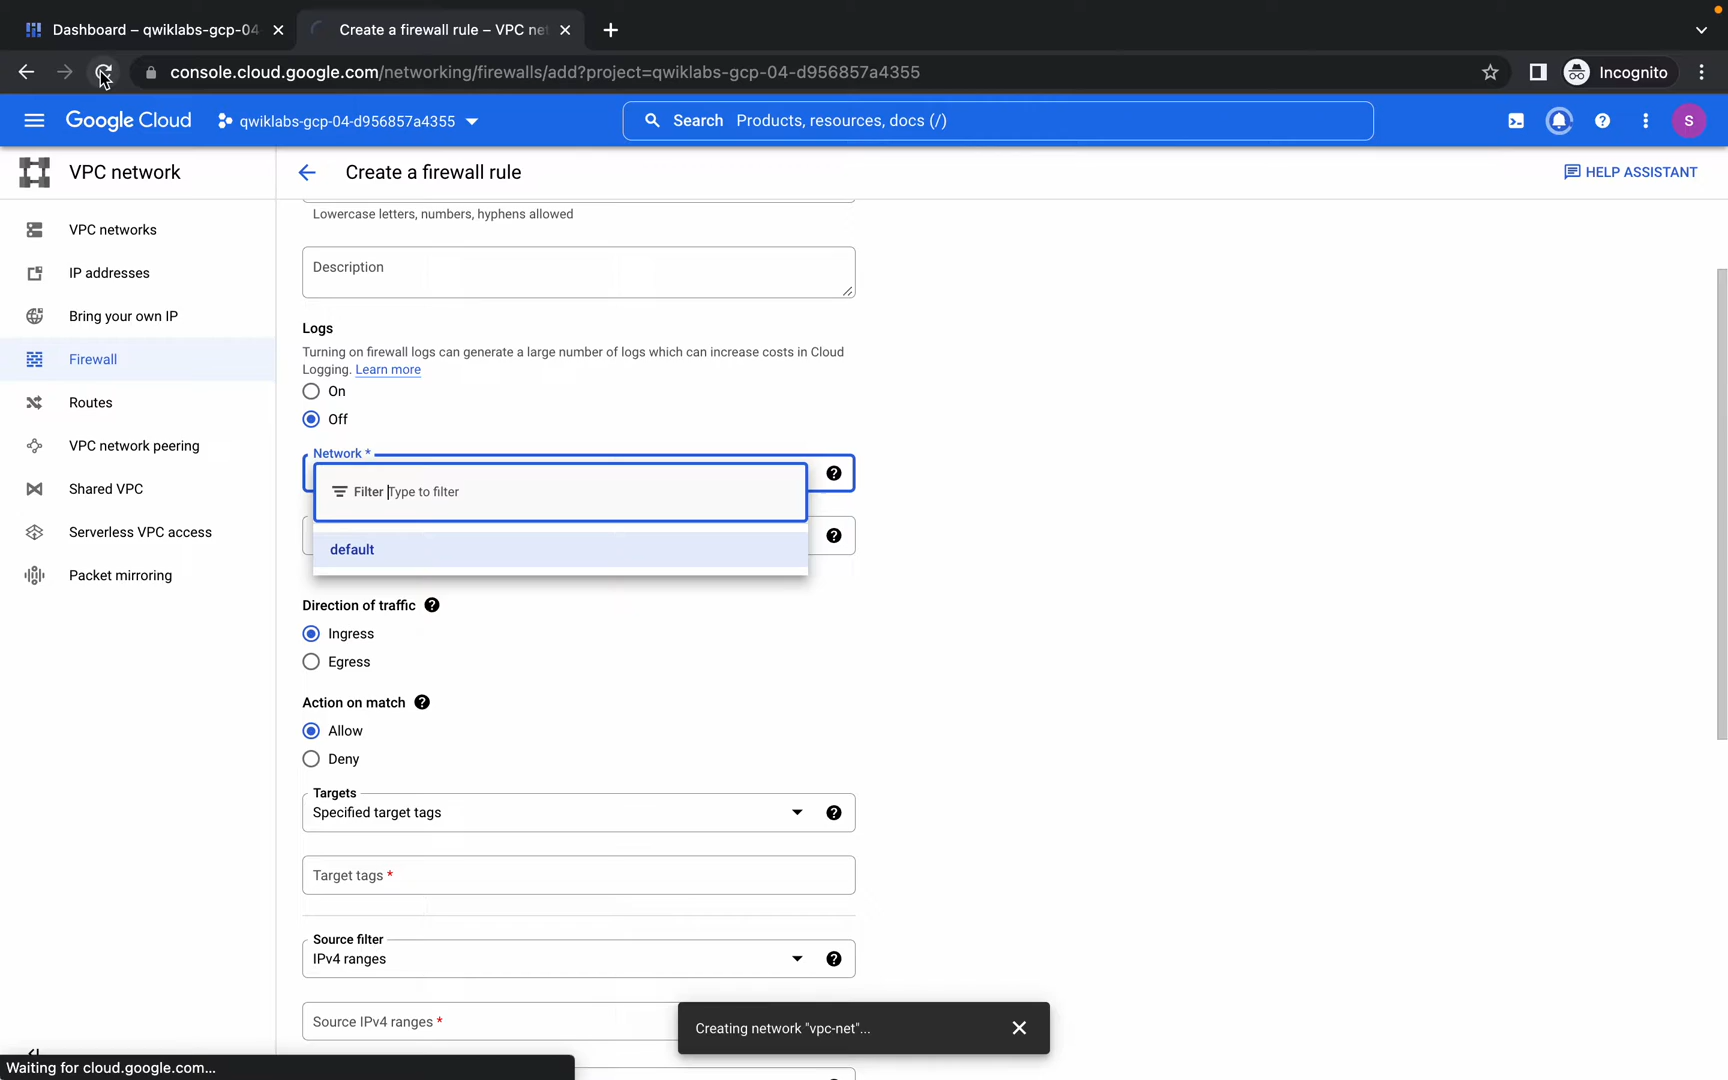 Dashboard – qwiklabs-gcp-04
Create a firewall rule – VPC net
console.cloud.google.com/networking/firewalls/add?project=qwiklabs-gcp-04-d956857a4355
Incognito
Google Cloud
qwiklabs-gcp-04-d956857a4355
Search Products, resources, docs (/)
S
VPC network
Create a firewall rule
HELP ASSISTANT
VPC networks
IP addresses
Bring your own IP
Firewall
Routes
VPC network peering
Shared VPC
Serverless VPC access
Packet mirroring
Lowercase letters, numbers, hyphens allowed
Description
Logs
Turning on firewall logs can generate a large number of logs which can increase costs in Cloud
Logging. Learn more
On
Off
Network *
Filter Type to filter
default
Direction of traffic
Ingress
Egress
Action on match
Allow
Deny
Targets
Specified target tags
Target tags *
Source filter
IPv4 ranges
Source IPv4 ranges *
Creating network "vpc-net"...
Waiting for cloud.google.com...